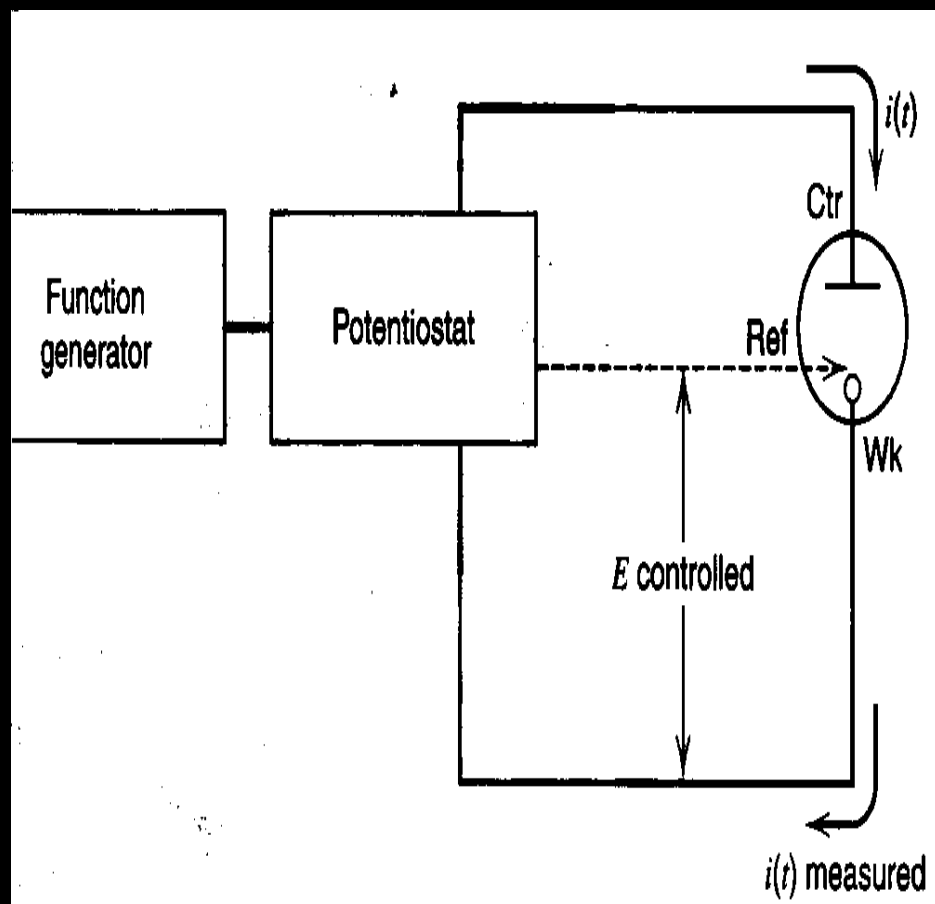 i(t)
Ctr
Function
generator
Potentiostat
Ref
Wk
E controlled
i(t) measured